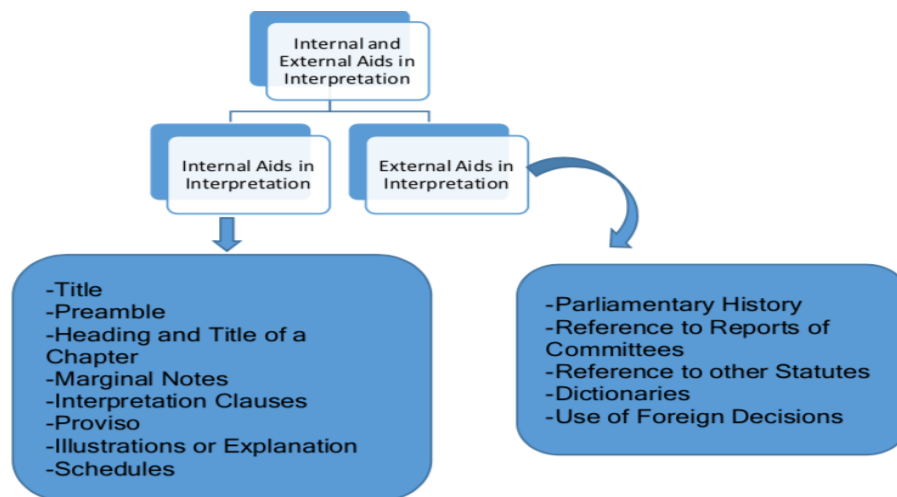 Internal and
External Aids in
Interpretation
Internal Aids in
Interpretation
External Aids in
Interpretation
-Title
-Preamble
-Heading and Title of a
Chapter
-Marginal Notes
-Interpretation Clauses
-Proviso
-Illustrations or Explanation
-Schedules
-Parliamentary History
-Reference to Reports of
Committees
-Reference to other Statutes
-Dictionaries
-Use of Foreign Decisions